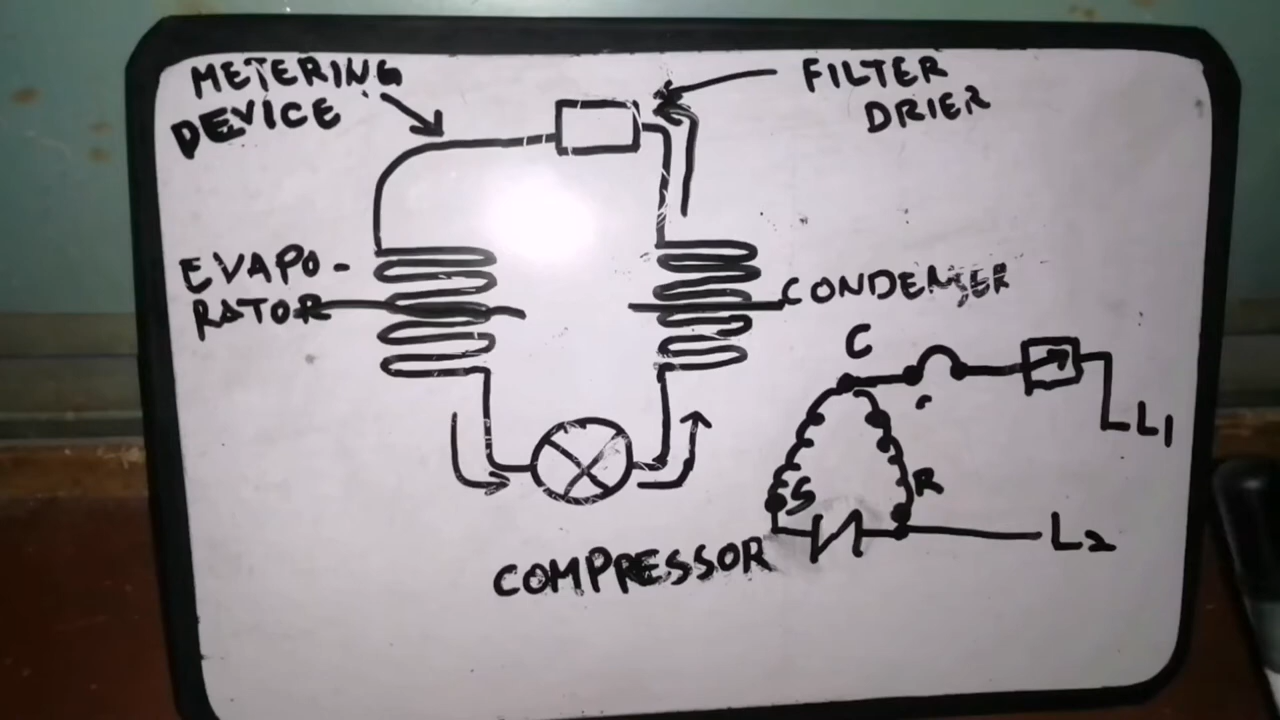 METERING
DEVICE
FILTER
DRIER
EVAPO-
RATOR
CONDENSER
C
L1
S
R
L2
COMPRESSOR